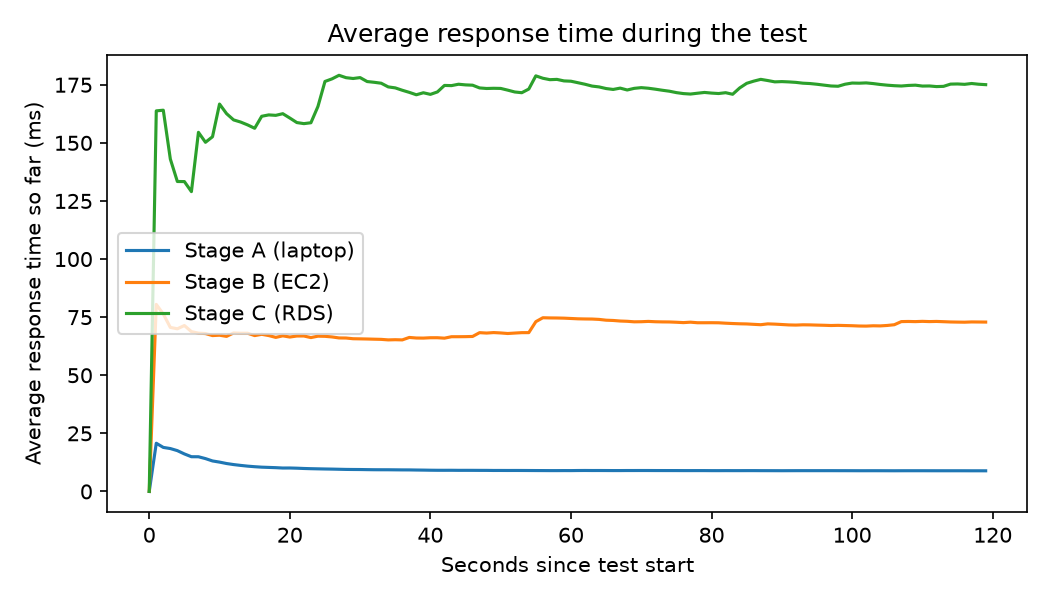 Average response time during the test
Average response time so far (ms)
175
150
125
100
75
50
25
0
Stage A (laptop)
Stage B (EC2)
Stage C (RDS)
0 20 40 60 80 100 120
Seconds since test start